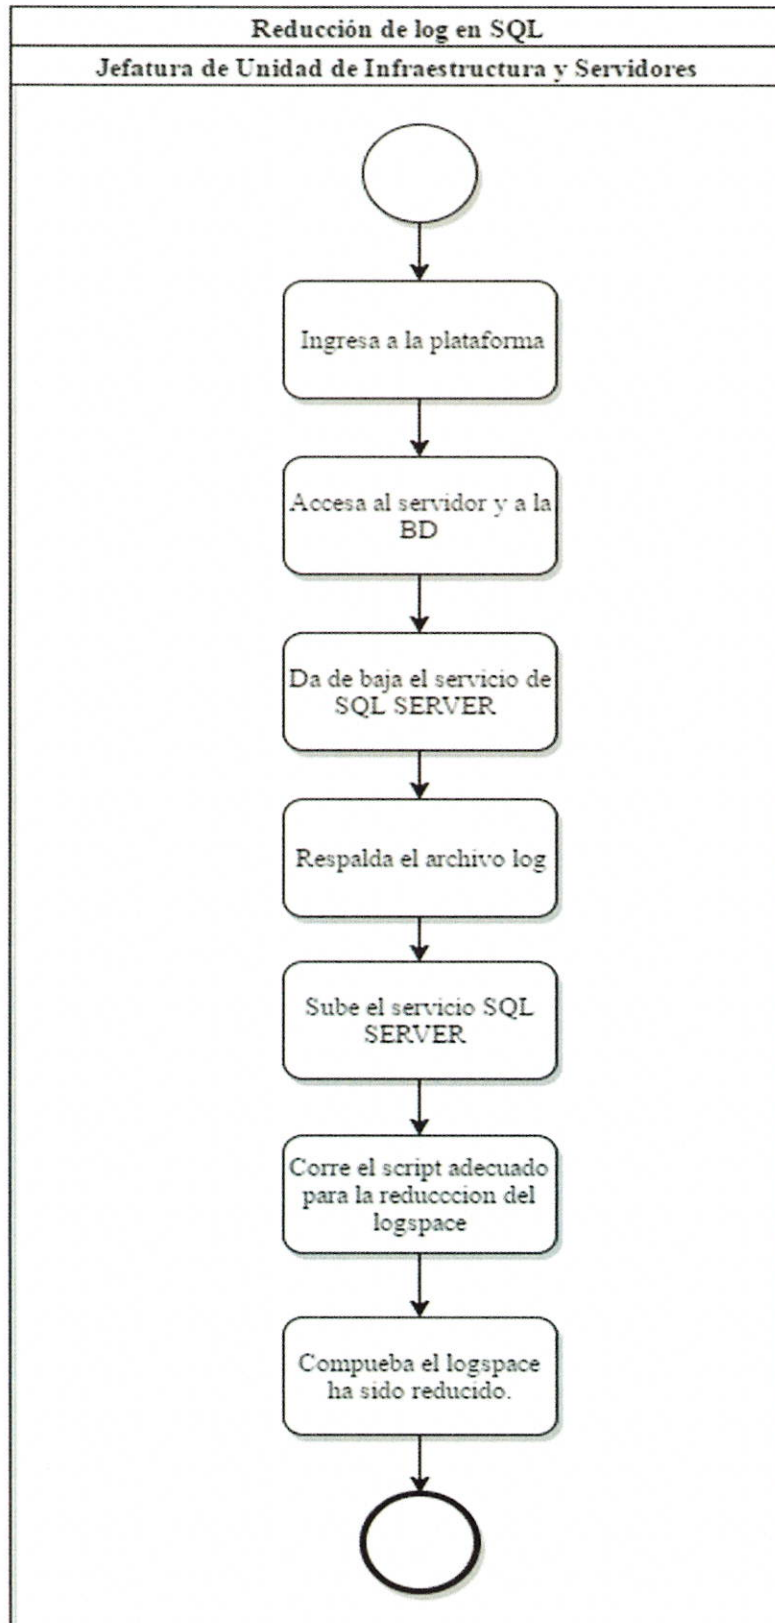 Reducción de log en SQL
Jefatura de Unidad de Infraestructura y Servidores
Ingresa a la plataforma
Accesa al servidor y a la
BD
Da de baja el servicio de
SQL SERVER
Respalda el archivo log
Sube el servicio SQL
SERVER
Corre el script adecuado
para la reducccion del
logspace
Compueba el logspace
ha sido reducido.